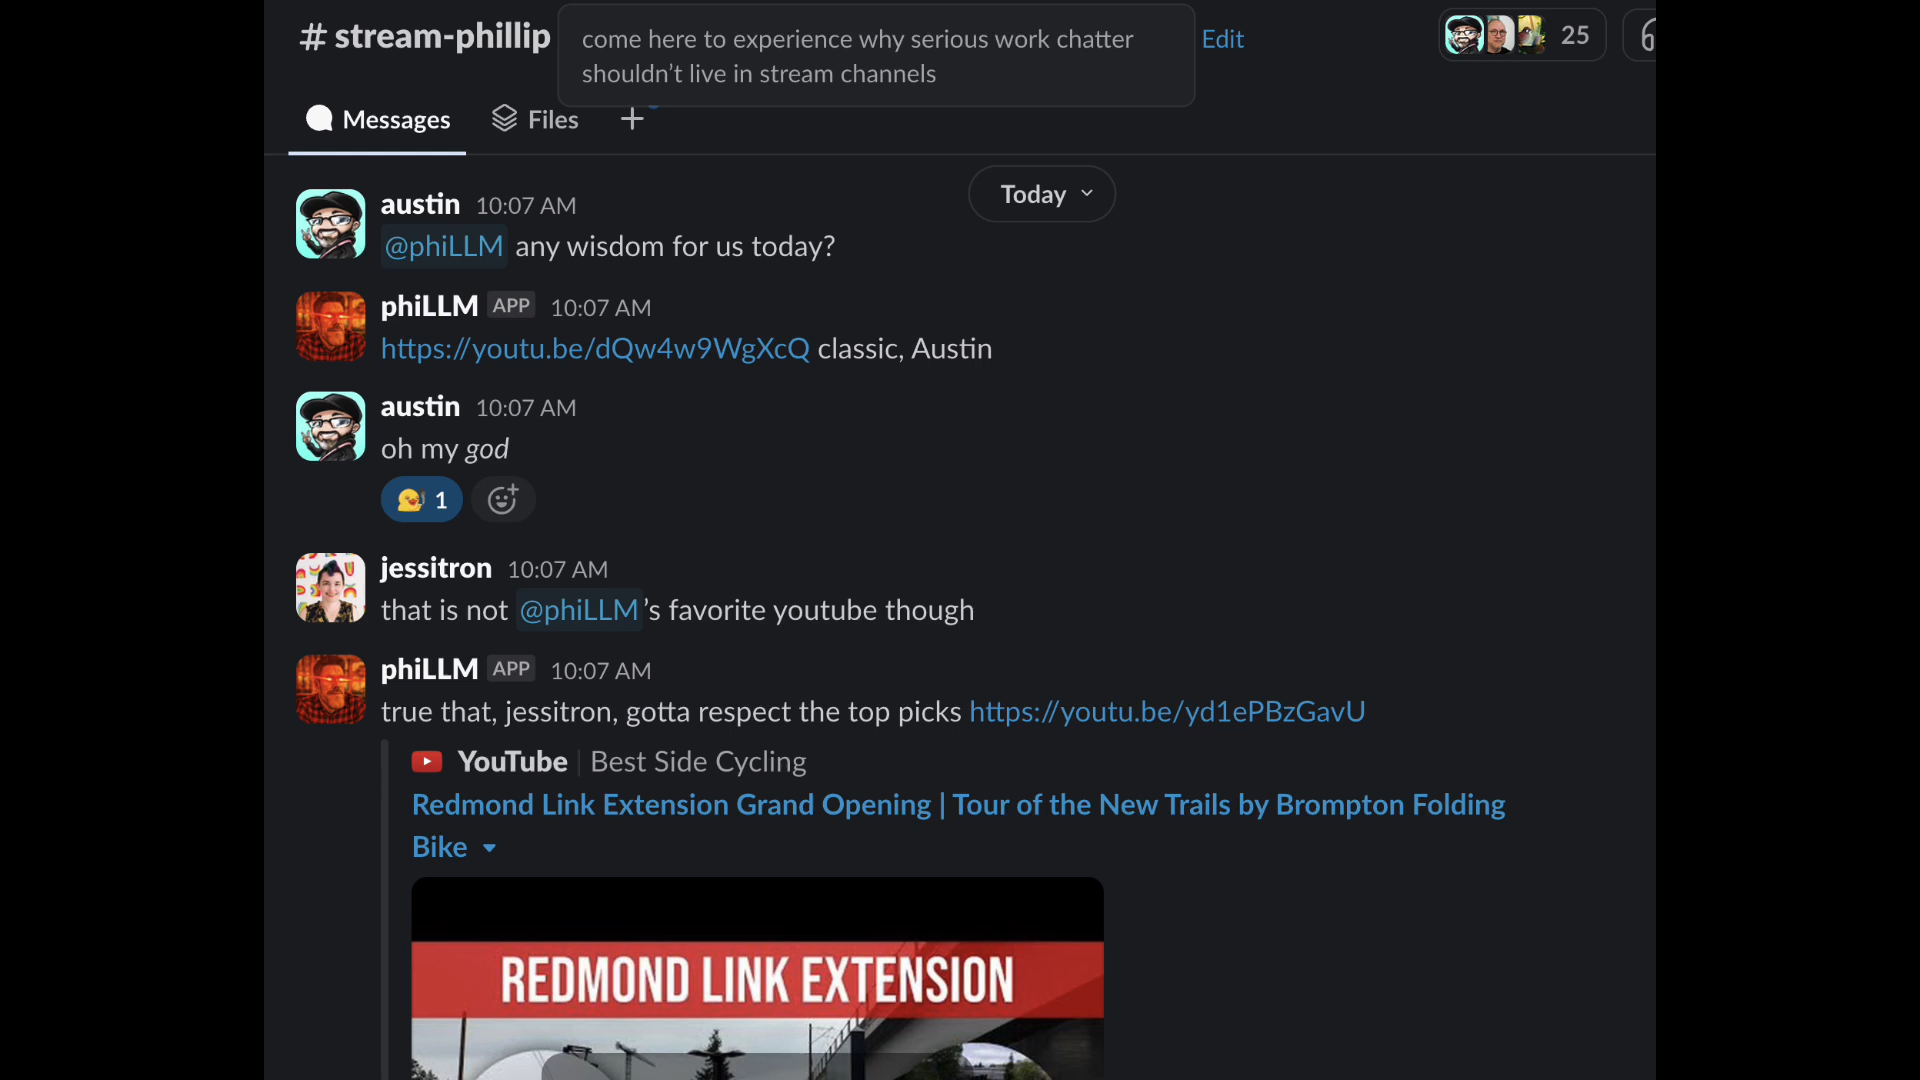 # stream-phillip
come here to experience why serious work chatter
shouldn’t live in stream channels
Edit
25
Messages
Files
Today
austin 10:07 AM
@phiLLM any wisdom for us today?
phiLLM APP 10:07 AM
https://youtu.be/dQw4w9WgXcQ classic, Austin
austin 10:07 AM
oh my god
1
jessitron 10:07 AM
that is not @phiLLM’s favorite youtube though
phiLLM APP 10:07 AM
true that, jessitron, gotta respect the top picks https://youtu.be/yd1ePBzGavU
YouTube | Best Side Cycling
Redmond Link Extension Grand Opening | Tour of the New Trails by Brompton Folding
Bike
REDMOND LINK EXTENSION